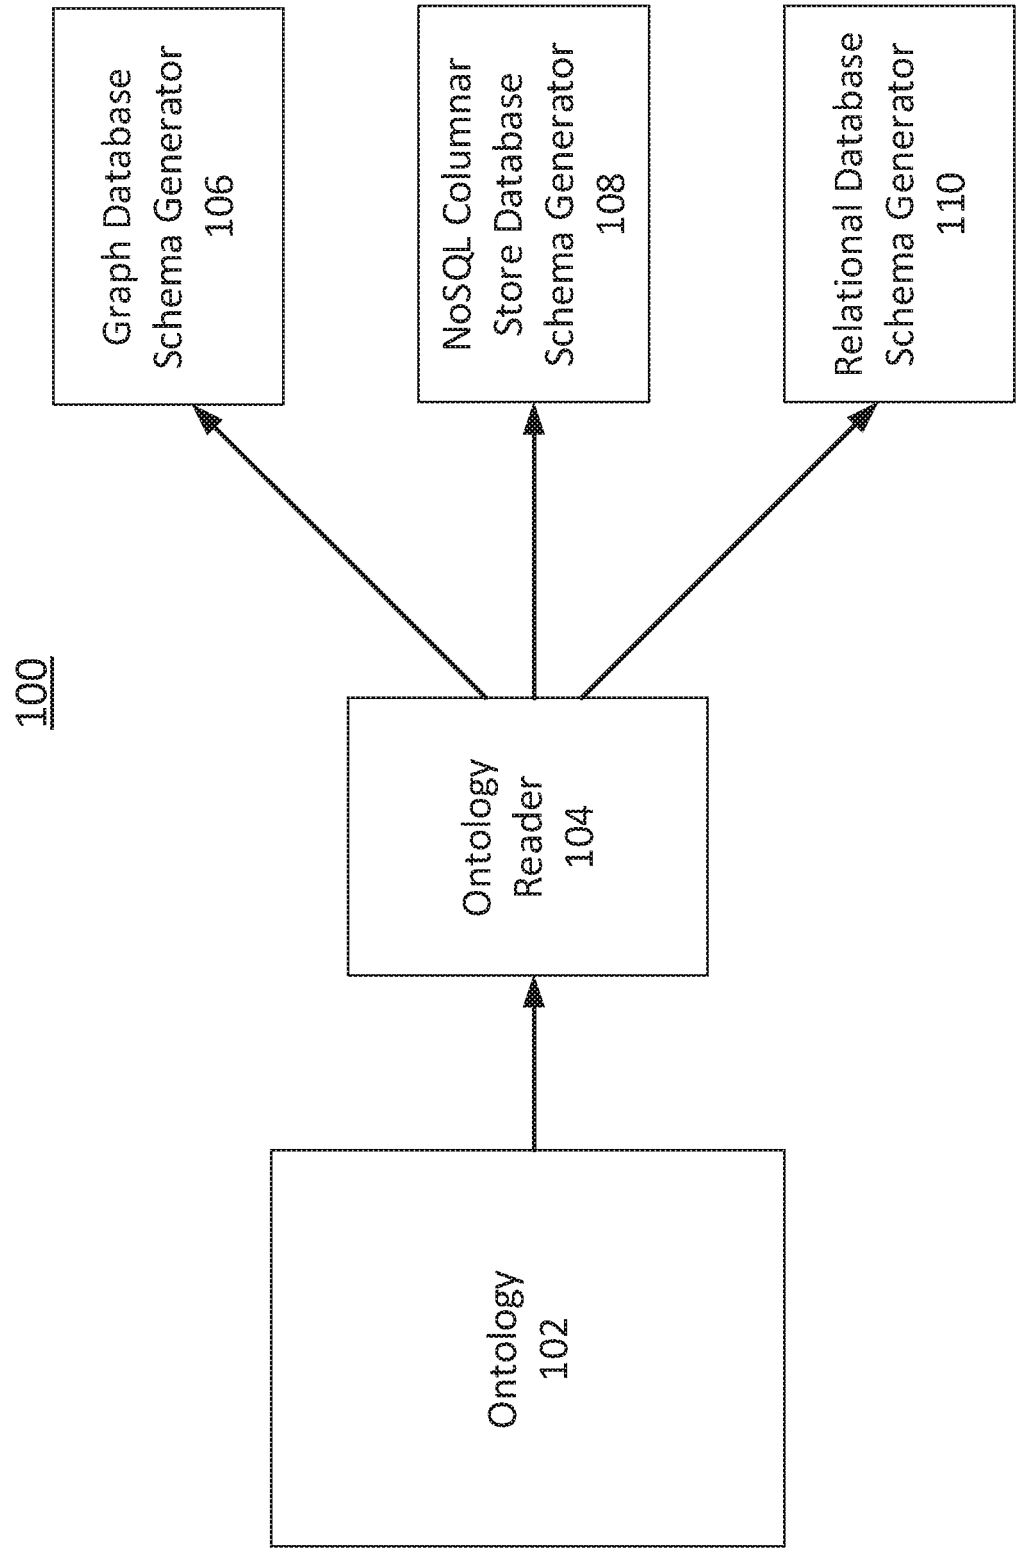 100
Ontology
102
Ontology
Reader
104
Graph Database
Schema Generator
106
NoSQL Columnar
Store Database
Schema Generator
108
Relational Database
Schema Generator
110